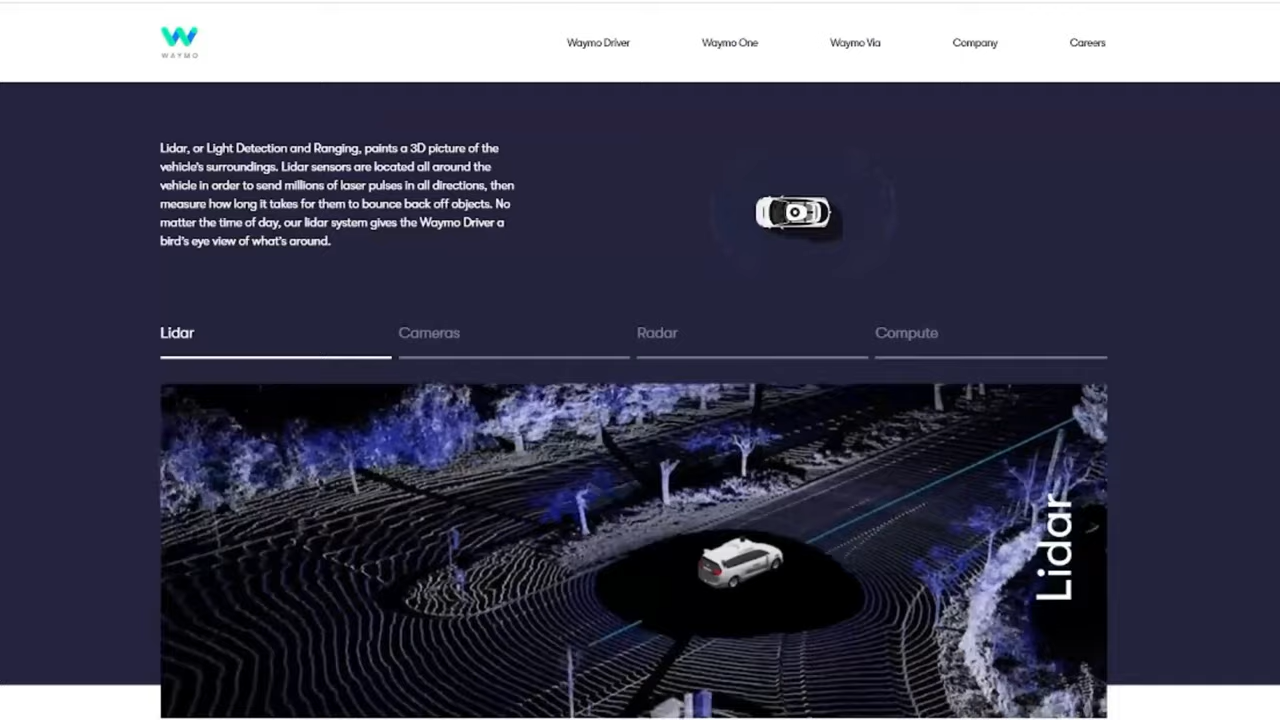 WAYMO
Waymo Driver
Waymo One
Waymo Via
Company
Careers
Lidar, or Light Detection and Ranging, paints a 3D picture of the
vehicle's surroundings. Lidar sensors are located all around the
vehicle in order to send millions of laser pulses in all directions, then
measure how long it takes for them to bounce back off objects. No
matter the time of day, our lidar system gives the Waymo Driver a
bird's eye view of what's around.
Lidar
Cameras
Radar
Compute
Lidar